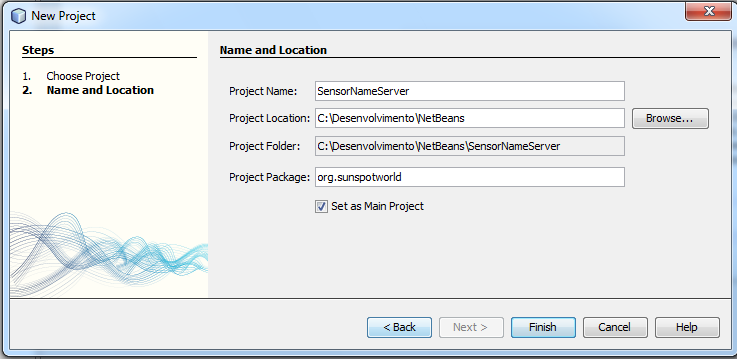 New Project
Steps
1. Choose Project
2. Name and Location
Name and Location
Project Name: SensorNameServer
Project Location: C:\Desenvolvimento\NetBeans Browse...
Project Folder: C:\Desenvolvimento\NetBeans\SensorNameServer
Project Package: org.sunspotworld
Set as Main Project
< Back Next > Finish Cancel Help